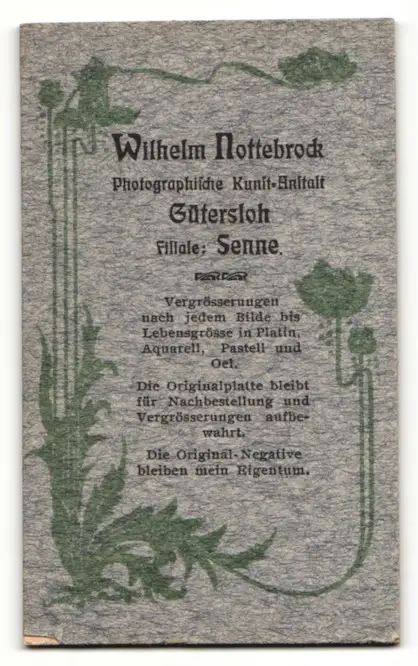 Wilhelm Nottebrock
Photographische Kunst-Anstalt
Gütersloh
Filiale: Senne.
Vergrösserungen
nach jedem Bilde bis
Lebensgrösse in Platin,
Aquarell, Pastell und
Oel.
Die Originalplatte bleibt
für Nachbestellung und
Vergrösserungen aufbe-
wahrt.
Die Original-Negative
bleiben mein Eigentum.